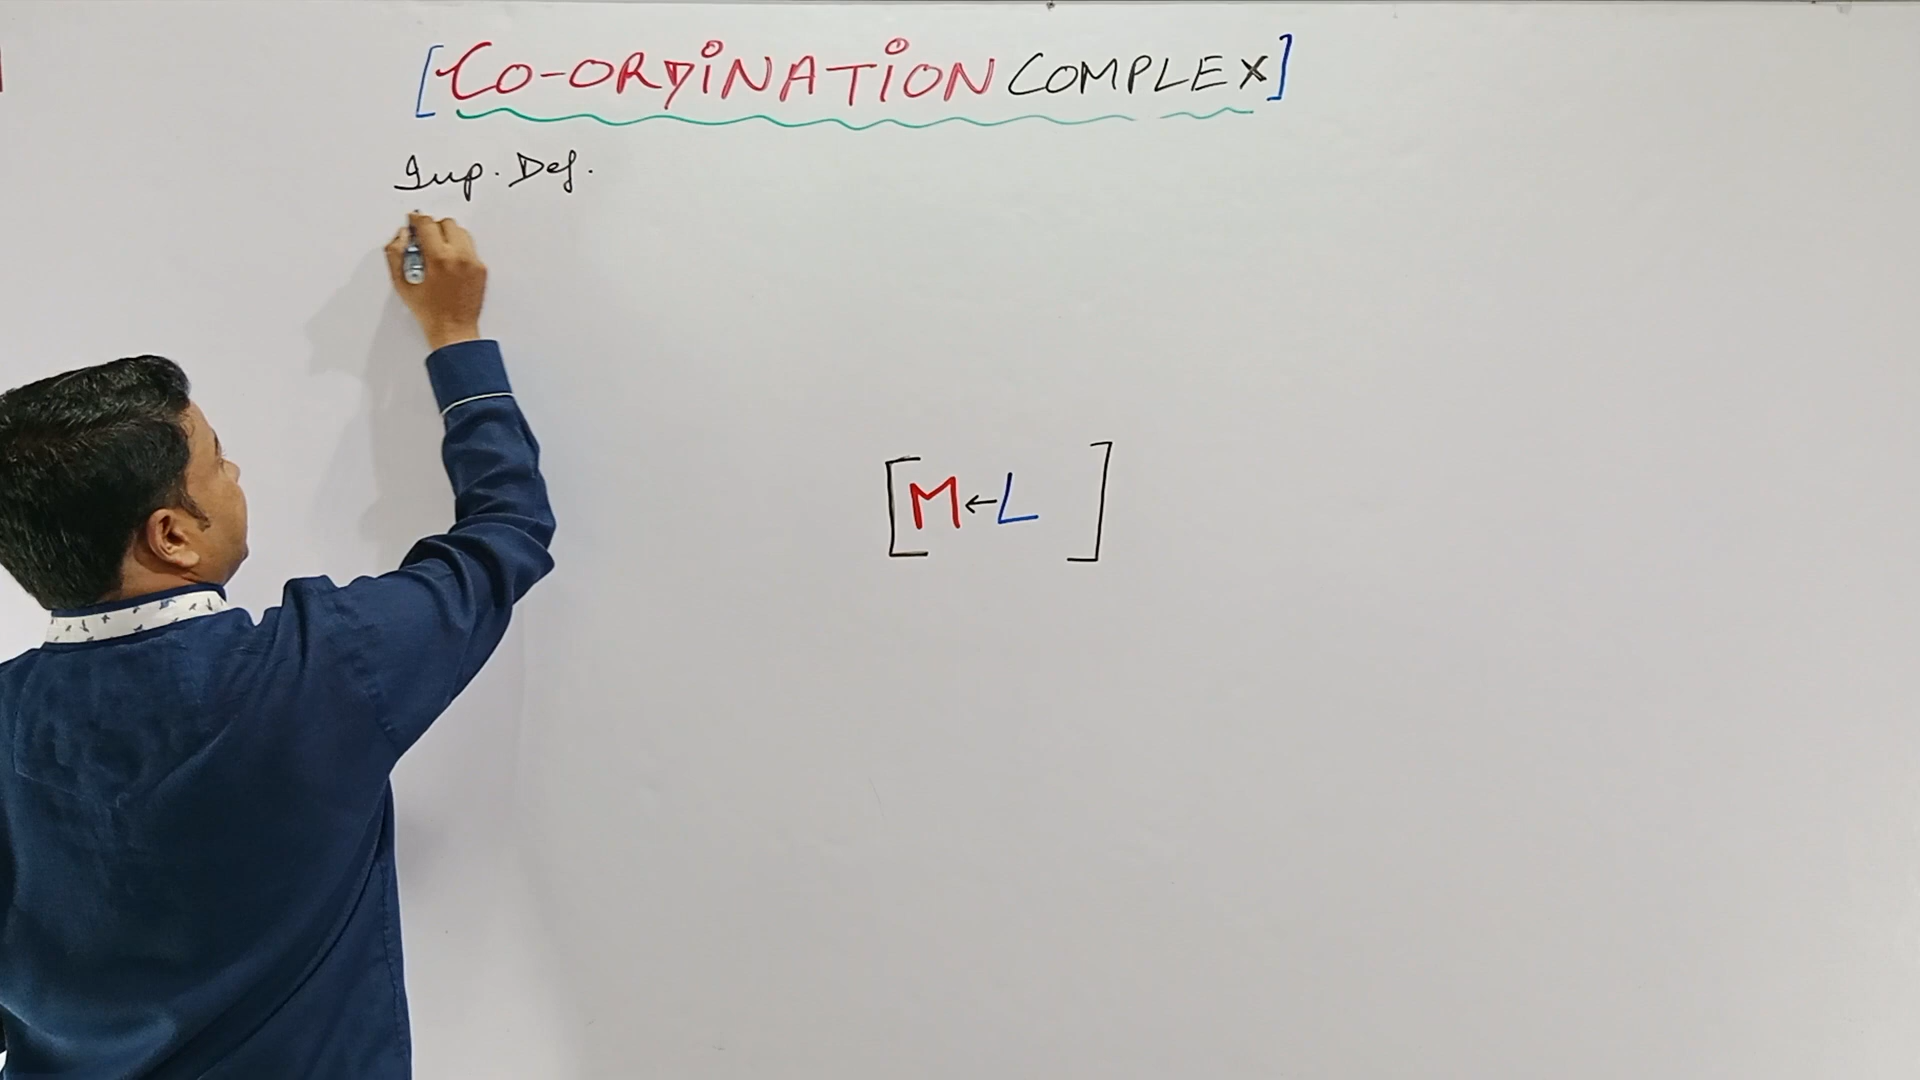 [CO-ORDINATION COMPLEX]
Imp. Def.
[M←L ]